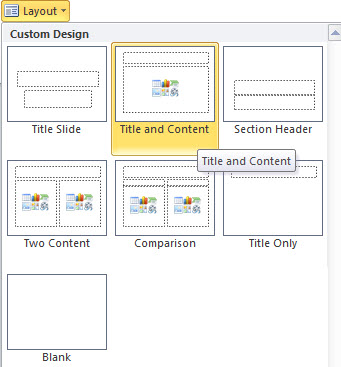 Layout
Custom Design
Title Slide
Title and Content
Section Header
Title and Content
Two Content
Comparison
Title Only
Blank